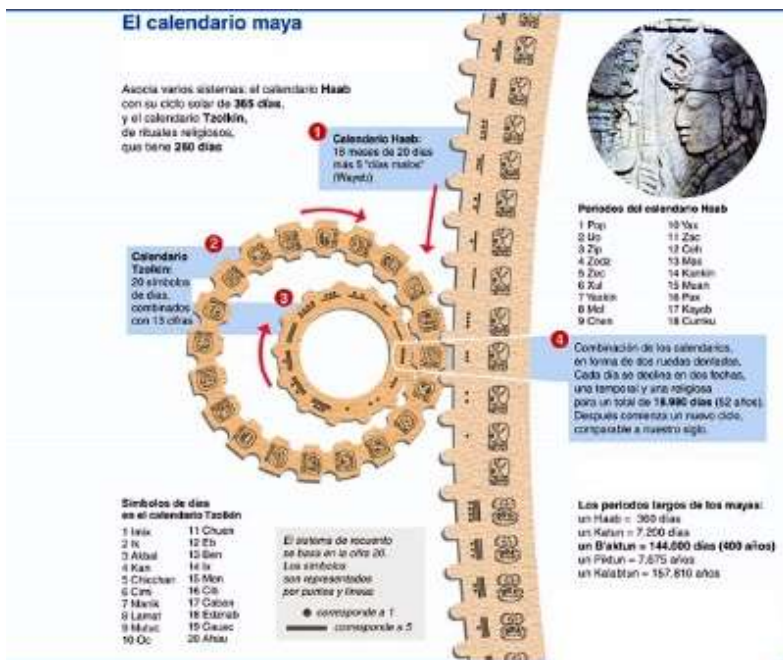 El calendario maya
Asocia varios sistemas: el calendario Haab
con su ciclo solar de 365 días,
y el calendario Tzolkín,
de rituales religiosos,
que tiene 260 días
1
Calendario Haab:
18 meses de 20 días
más 5 "días malos"
(Wayeb)
2
Calendario
Tzolkin:
20 símbolos
de días,
combinados
con 13 cifras
3
Periodos del calendario Haab
1 Pop
2 Uo
3 Zip
4 Zodz
5 Zec
6 Xul
7 Yaxkin
8 Mol
9 Chen
10 Yax
11 Zac
12 Ceh
13 Mas
14 Kankin
15 Muan
16 Pax
17 Kayab
18 Cumku
4
Combinación de los calendarios,
en forma de dos ruedas dentadas.
Cada día se declina en dos fechas,
una temporal y una religiosa
para un total de 18.980 días (52 años).
Después comienza un nuevo ciclo,
comparable a nuestro siglo.
Símbolos de días
en el calendario Tzolkin
1 Imix
2 Ik
3 Akbal
4 Kan
5 Chicchan
6 Cimi
7 Manik
8 Lamat
9 Muluc
10 Oc
11 Chuen
12 Eb
13 Ben
14 Ix
15 Men
16 Cib
17 Caban
18 Edanab
19 Cauac
20 Ahau
El sistema de recuento
se basa en la cifra 20.
Los símbolos
son representados
por puntos y líneas
corresponde a 1
corresponde a 5
Los periodos largos de los mayas:
un Haab = 360 días
un Katun = 7.200 días
un B'aktun = 144.000 días (400 años)
un Piktun = 7.675 años
un Kalabtun = 157.810 años